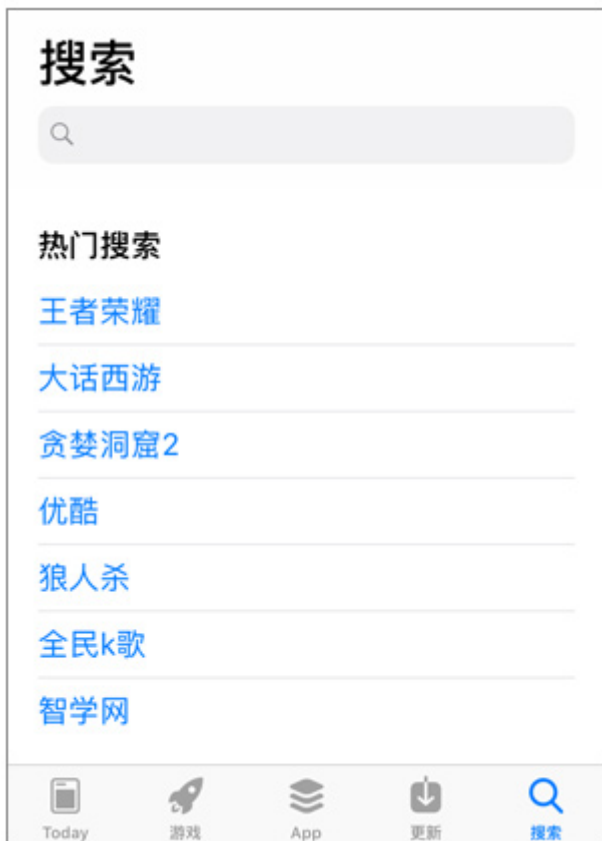 搜索
热门搜索
王者荣耀
大话西游
贪婪洞窟2
优酷
狼人杀
全民k歌
智学网
Today 游戏 App 更新 搜索